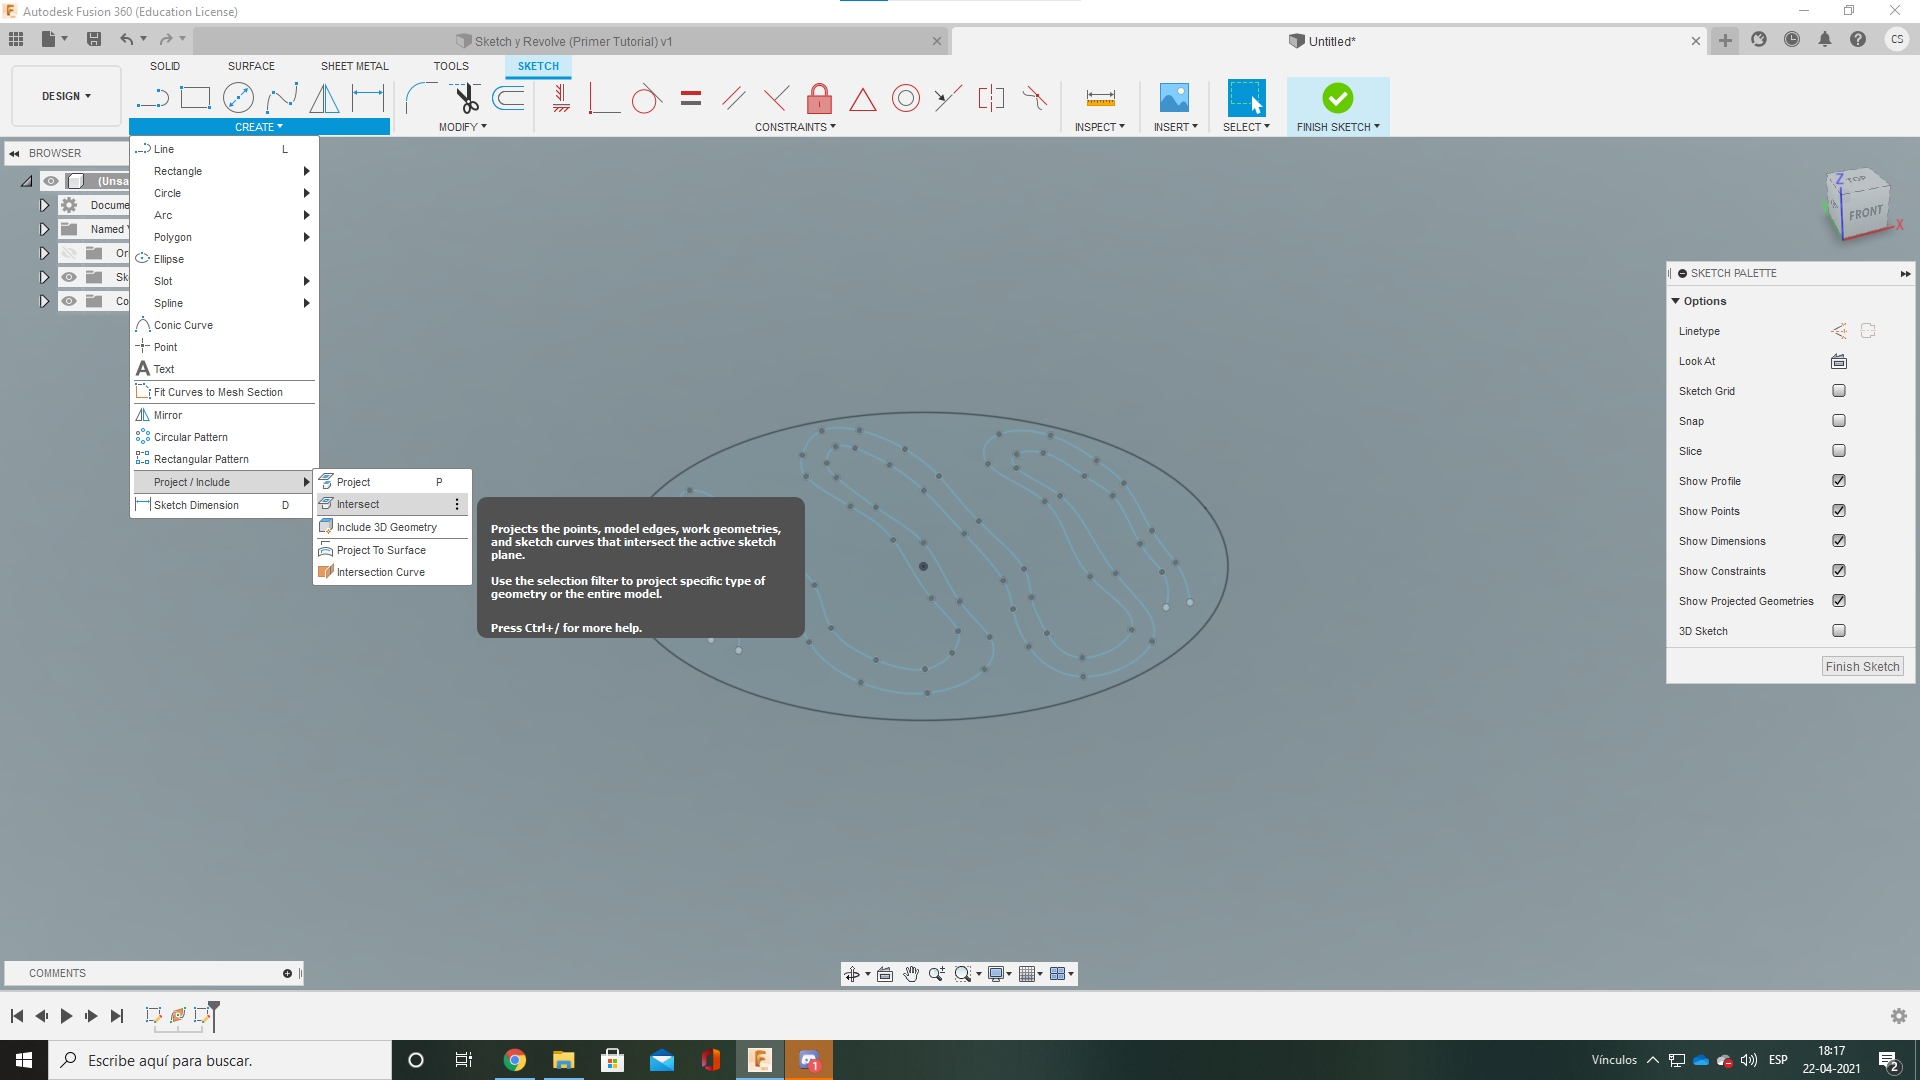 Autodesk Fusion 360 (Education License)
Sketch y Revolve (Primer Tutorial) v1
Untitled*
CS
SOLID
SURFACE
SHEET METAL
TOOLS
SKETCH
DESIGN
CREATE
MODIFY
CONSTRAINTS
INSPECT
INSERT
SELECT
FINISH SKETCH
BROWSER
(Unsa
Docume
Named
Or
Sk
Co
Line L
Rectangle
Circle
Arc
Polygon
Ellipse
Slot
Spline
Conic Curve
Point
Text
Fit Curves to Mesh Section
Mirror
Circular Pattern
Rectangular Pattern
Project / Include
Sketch Dimension D
Project P
Intersect
Include 3D Geometry
Project To Surface
Intersection Curve
Projects the points, model edges, work geometries,
and sketch curves that intersect the active sketch
plane.
Use the selection filter to project specific type of
geometry or the entire model.
Press Ctrl+/ for more help.
TOP
FRONT
Z
X
SKETCH PALETTE
Options
Linetype
Look At
Sketch Grid
Snap
Slice
Show Profile
Show Points
Show Dimensions
Show Constraints
Show Projected Geometries
3D Sketch
Finish Sketch
COMMENTS
Escribe aquí para buscar.
1
Vínculos
ESP
18:17
22-04-2021
2